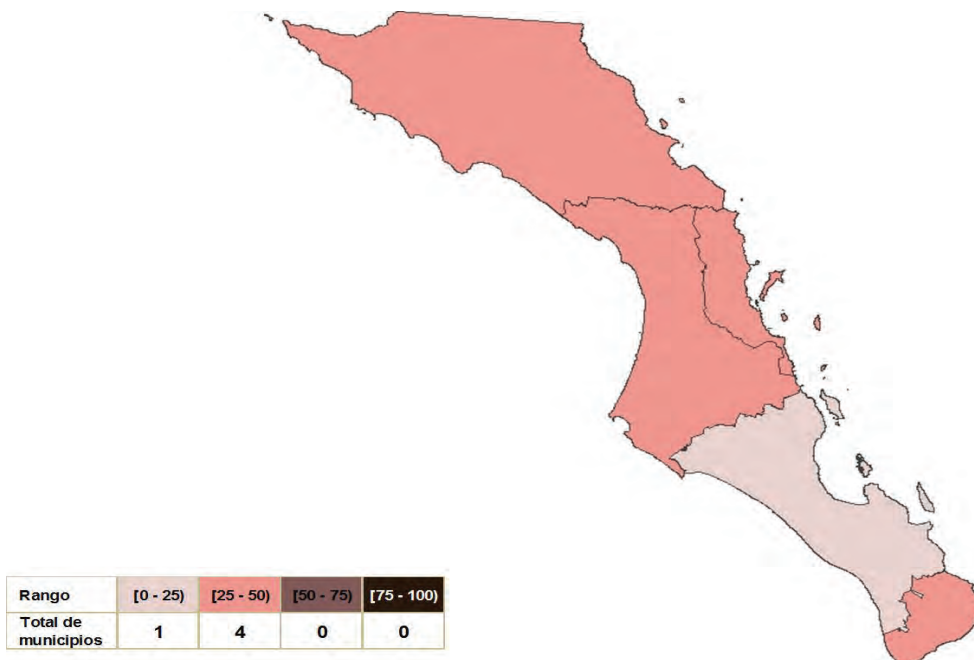 Rango [0 - 25) [25 - 50) [50 - 75) [75 - 100)
Total de
municipios 1 4 0 0